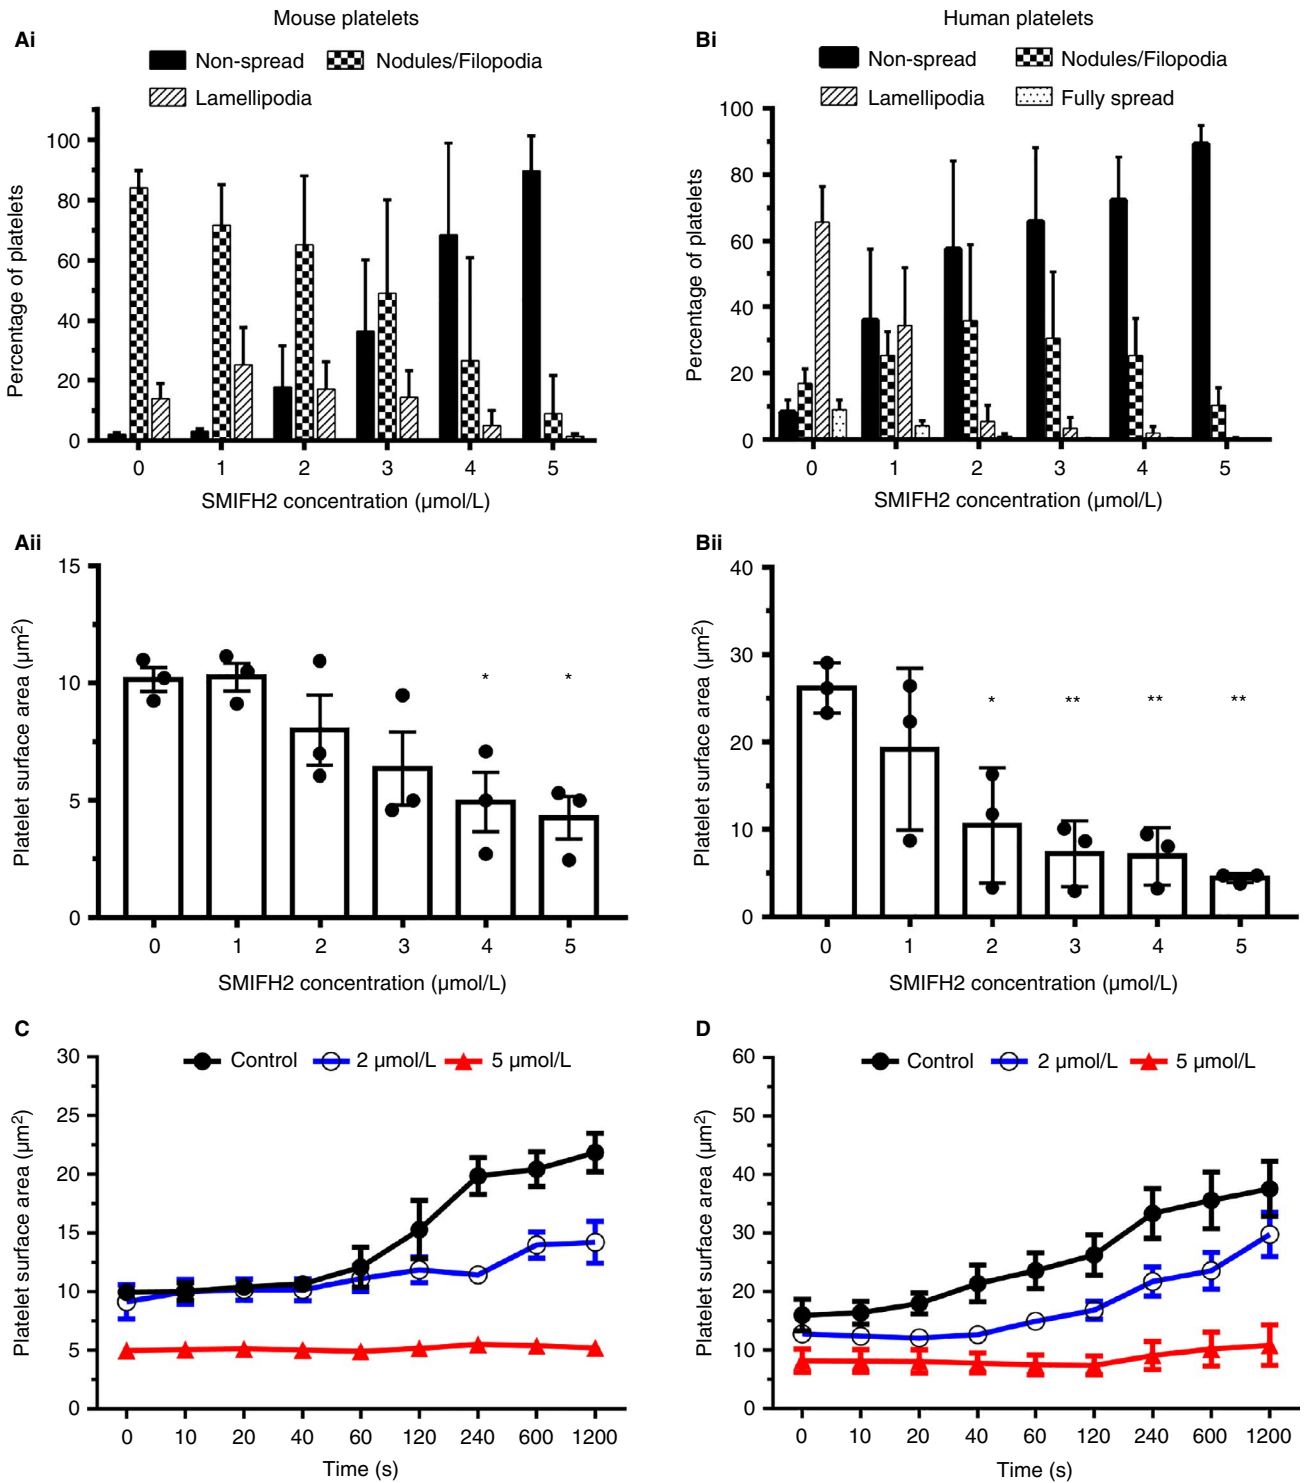 Mouse platelets
Ai
Non-spread
Nodules/Filopodia
Lamellipodia
Percentage of platelets
100
80
60
40
20
0
0 1 2 3 4 5
SMIFH2 concentration (µmol/L)
Human platelets
Bi
Non-spread
Nodules/Filopodia
Lamellipodia
Fully spread
Percentage of platelets
100
80
60
40
20
0
0 1 2 3 4 5
SMIFH2 concentration (µmol/L)
Aii
Platelet surface area (µm²)
15
10
5
0
* *
0 1 2 3 4 5
SMIFH2 concentration (µmol/L)
Bii
Platelet surface area (µm²)
40
30
20
10
0
* ** ** **
0 1 2 3 4 5
SMIFH2 concentration (µmol/L)
C
Control 2 µmol/L 5 µmol/L
Platelet surface area (µm²)
30
25
20
15
10
5
0
0 10 20 40 60 120 240 600 1200
Time (s)
D
Control 2 µmol/L 5 µmol/L
Platelet surface area (µm²)
60
50
40
30
20
10
0
0 10 20 40 60 120 240 600 1200
Time (s)